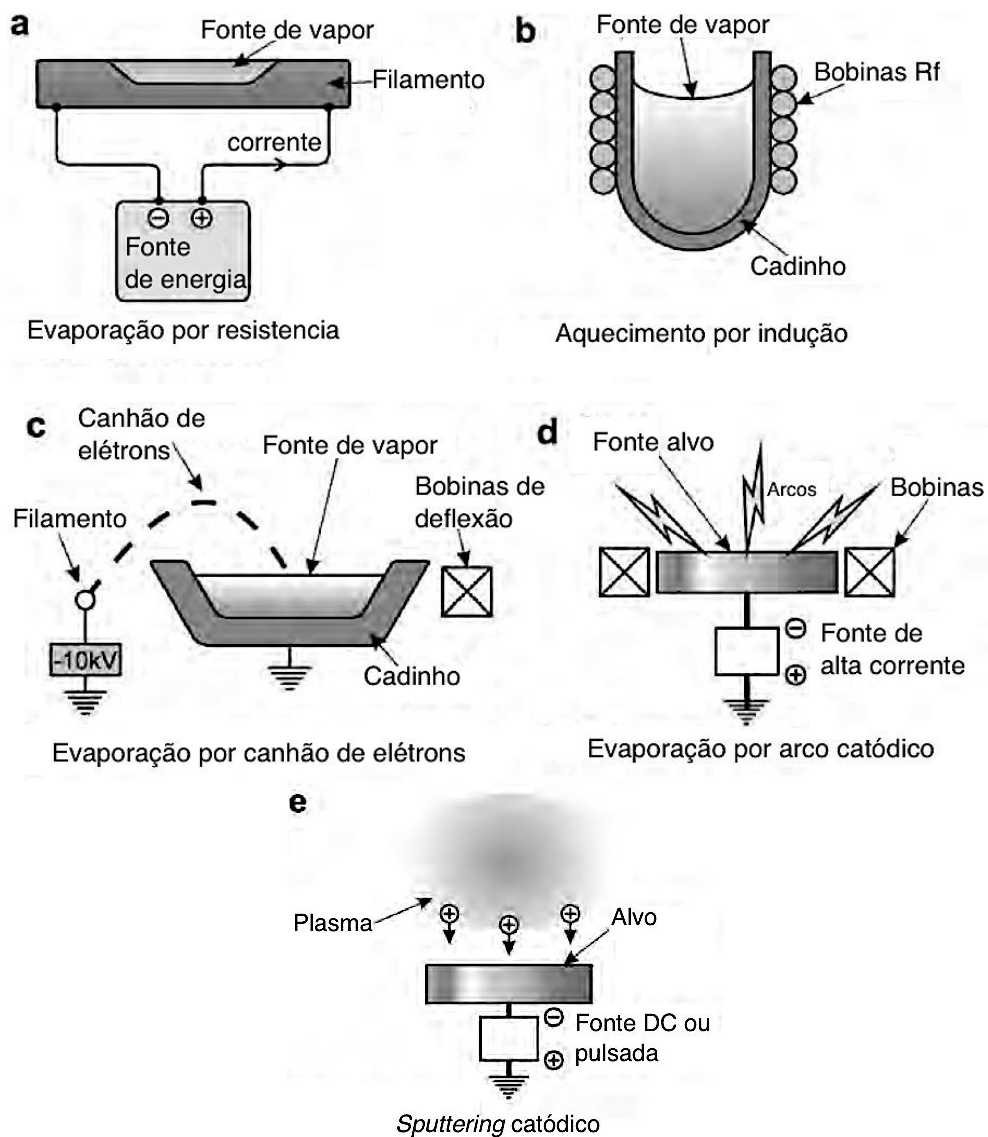 a
Fonte de vapor
Filamento
corrente
⊖ ⊕
Fonte
de energia
Evaporação por resistencia
b
Fonte de vapor
Bobinas Rf
Cadinho
Aquecimento por indução
c
Canhão de
elétrons
Fonte de vapor
Bobinas de
deflexão
Filamento
-10kV
Cadinho
Evaporação por canhão de elétrons
d
Fonte alvo
Arcos
Bobinas
⊖ Fonte de
⊕ alta corrente
Evaporação por arco catódico
e
Plasma
⊕ ⊕ ⊕
Alvo
⊖ Fonte DC ou
⊕ pulsada
Sputtering catódico